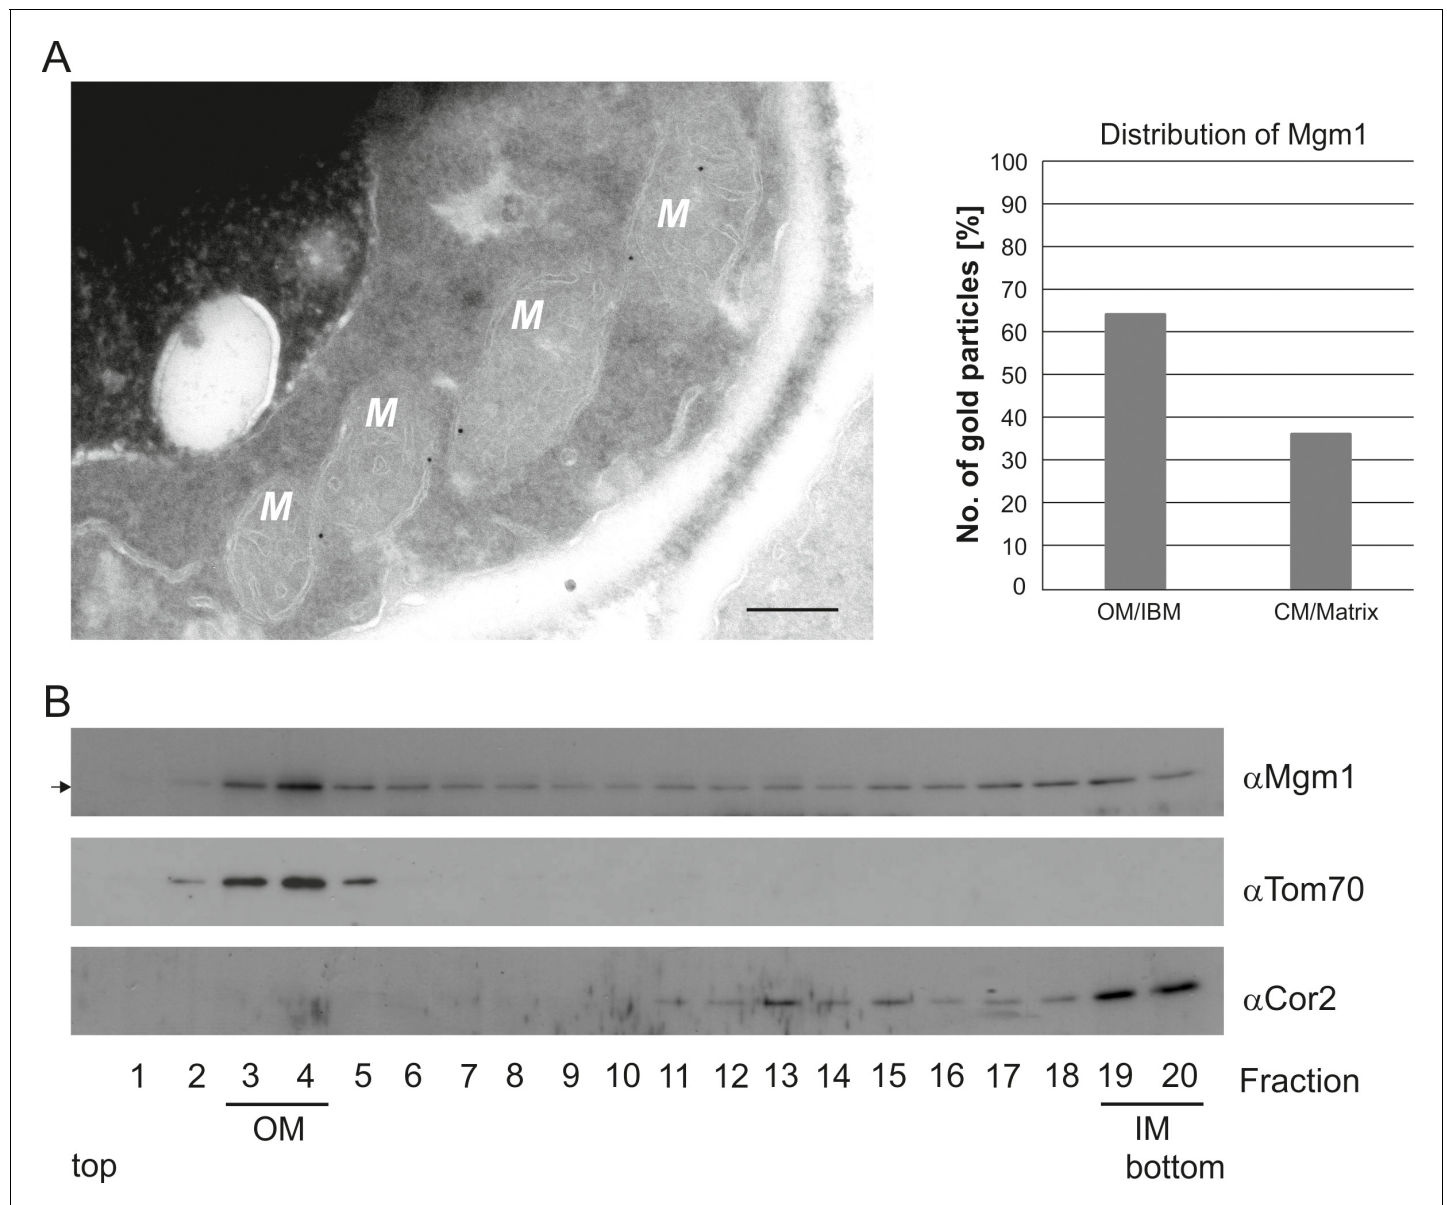 A
M
M
M
M
Distribution of Mgm1
No. of gold particles [%]
100
90
80
70
60
50
40
30
20
10
0
OM/IBM CM/Matrix
B
αMgm1
αTom70
αCor2
1 2 3 4 5 6 7 8 9 10 11 12 13 14 15 16 17 18 19 20 Fraction
OM IM
top bottom